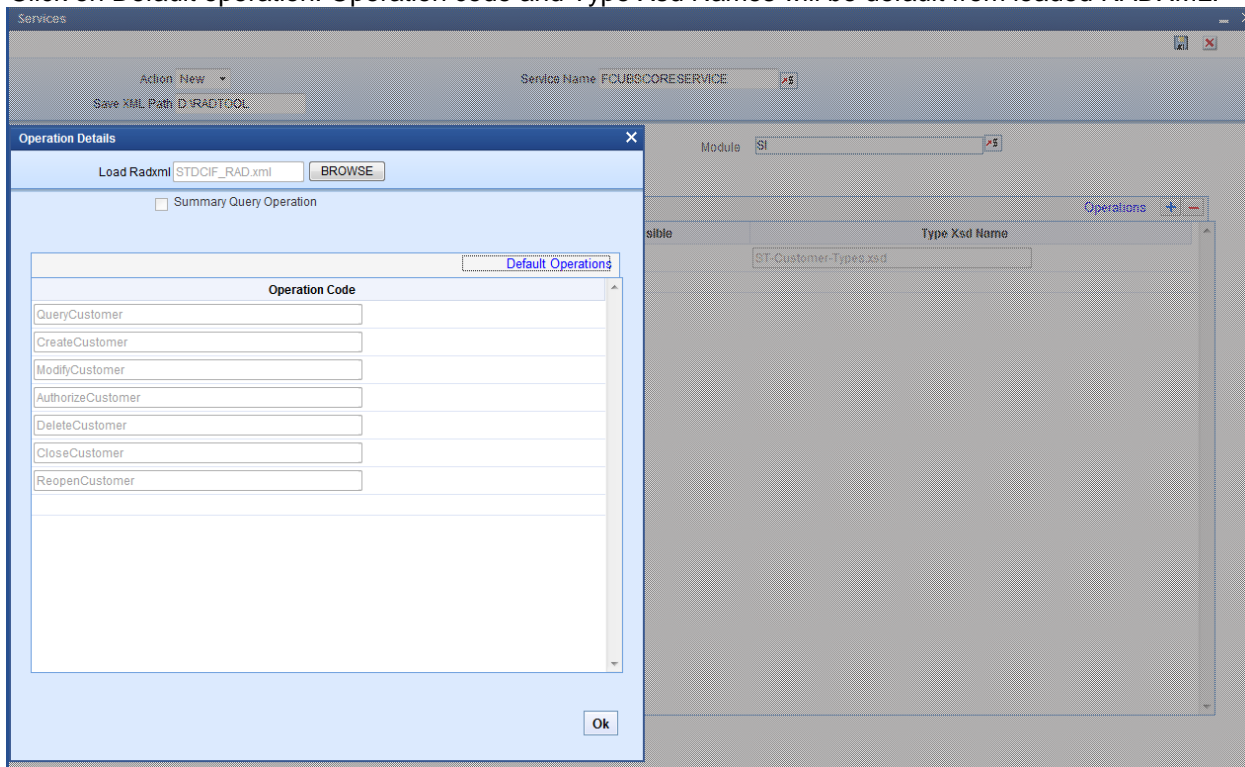 Click on Default operation. Operation code and Type Xsd Names will be default from loaded RADXML.
Services
Action New Service Name FCUBSCORESERVICE
Save XML Path D:\RADTOOL
Operation Details
Module SI
Load Radxml STDCIF_RAD.xml BROWSE
Summary Query Operation
Operations + −
sible Type Xsd Name
ST-Customer-Types.xsd
Default Operations
Operation Code
QueryCustomer
CreateCustomer
ModifyCustomer
AuthorizeCustomer
DeleteCustomer
CloseCustomer
ReopenCustomer
Ok